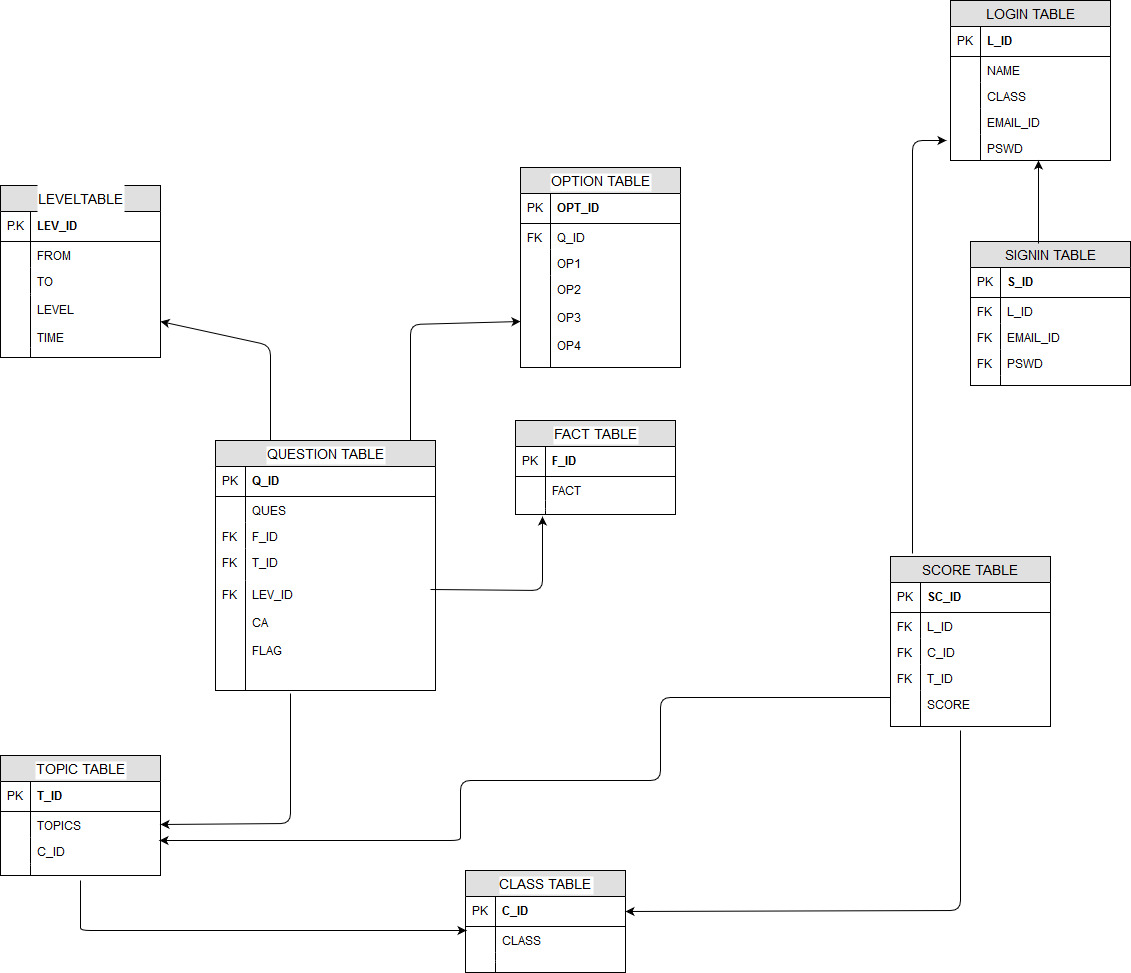 LOGIN TABLE
PK L_ID
NAME
CLASS
EMAIL_ID
PSWD
OPTION TABLE
PK OPT_ID
FK Q_ID
OP1
OP2
OP3
OP4
LEVELTABLE
P.K LEV_ID
FROM
TO
LEVEL
TIME
SIGNIN TABLE
PK S_ID
FK L_ID
FK EMAIL_ID
FK PSWD
FACT TABLE
PK F_ID
FACT
QUESTION TABLE
PK Q_ID
QUES
FK F_ID
FK T_ID
FK LEV_ID
CA
FLAG
SCORE TABLE
PK SC_ID
FK L_ID
FK C_ID
FK T_ID
SCORE
TOPIC TABLE
PK T_ID
TOPICS
C_ID
CLASS TABLE
PK C_ID
CLASS